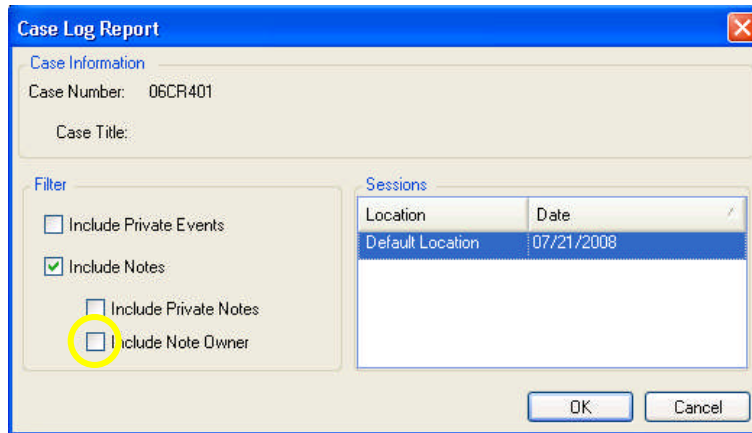 Case Log Report
Case Information
Case Number: 06CR401
Case Title:
Filter
Include Private Events
Include Notes
Include Private Notes
Include Note Owner
Sessions
Location Date
Default Location 07/21/2008
OK Cancel